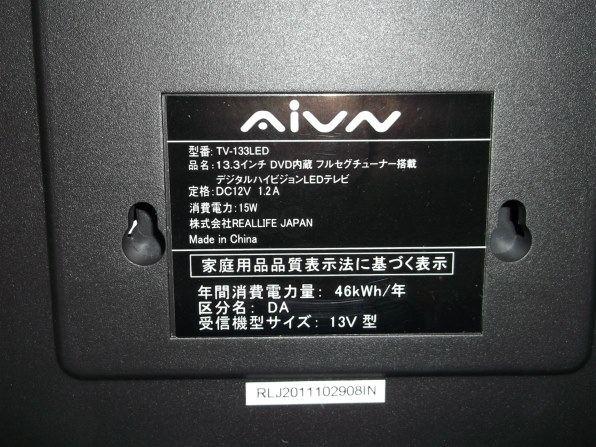 AiVN
型番: TV-133LED
品名:13.3インチ DVD内蔵 フルセグチューナー搭載
デジタルハイビジョンLEDテレビ
定格:DC12V 1.2A
消費電力:15W
株式会社REALLIFE JAPAN
Made in China
家庭用品品質表示法に基づく表示
年間消費電力量: 46kWh/年
区分名: DA
受信機型サイズ: 13V 型
RLJ2011102908IN